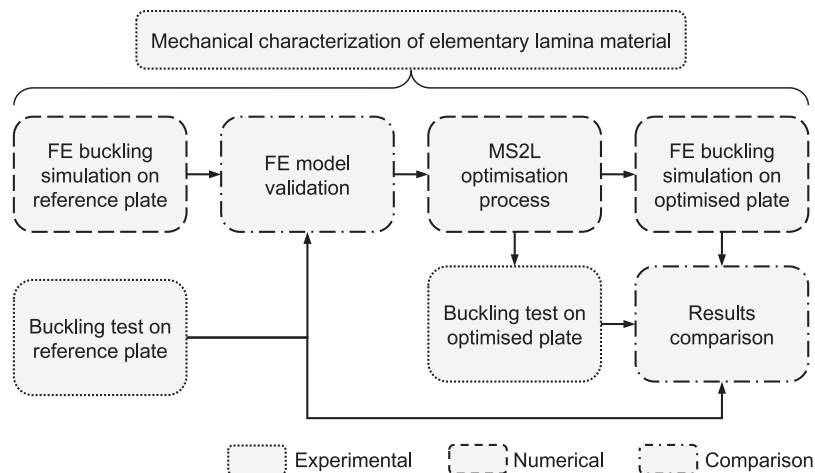 Mechanical characterization of elementary lamina material
FE buckling
simulation on
reference plate
FE model
validation
MS2L
optimisation
process
FE buckling
simulation on
optimised plate
Buckling test on
reference plate
Buckling test on
optimised plate
Results
comparison
Experimental
Numerical
Comparison